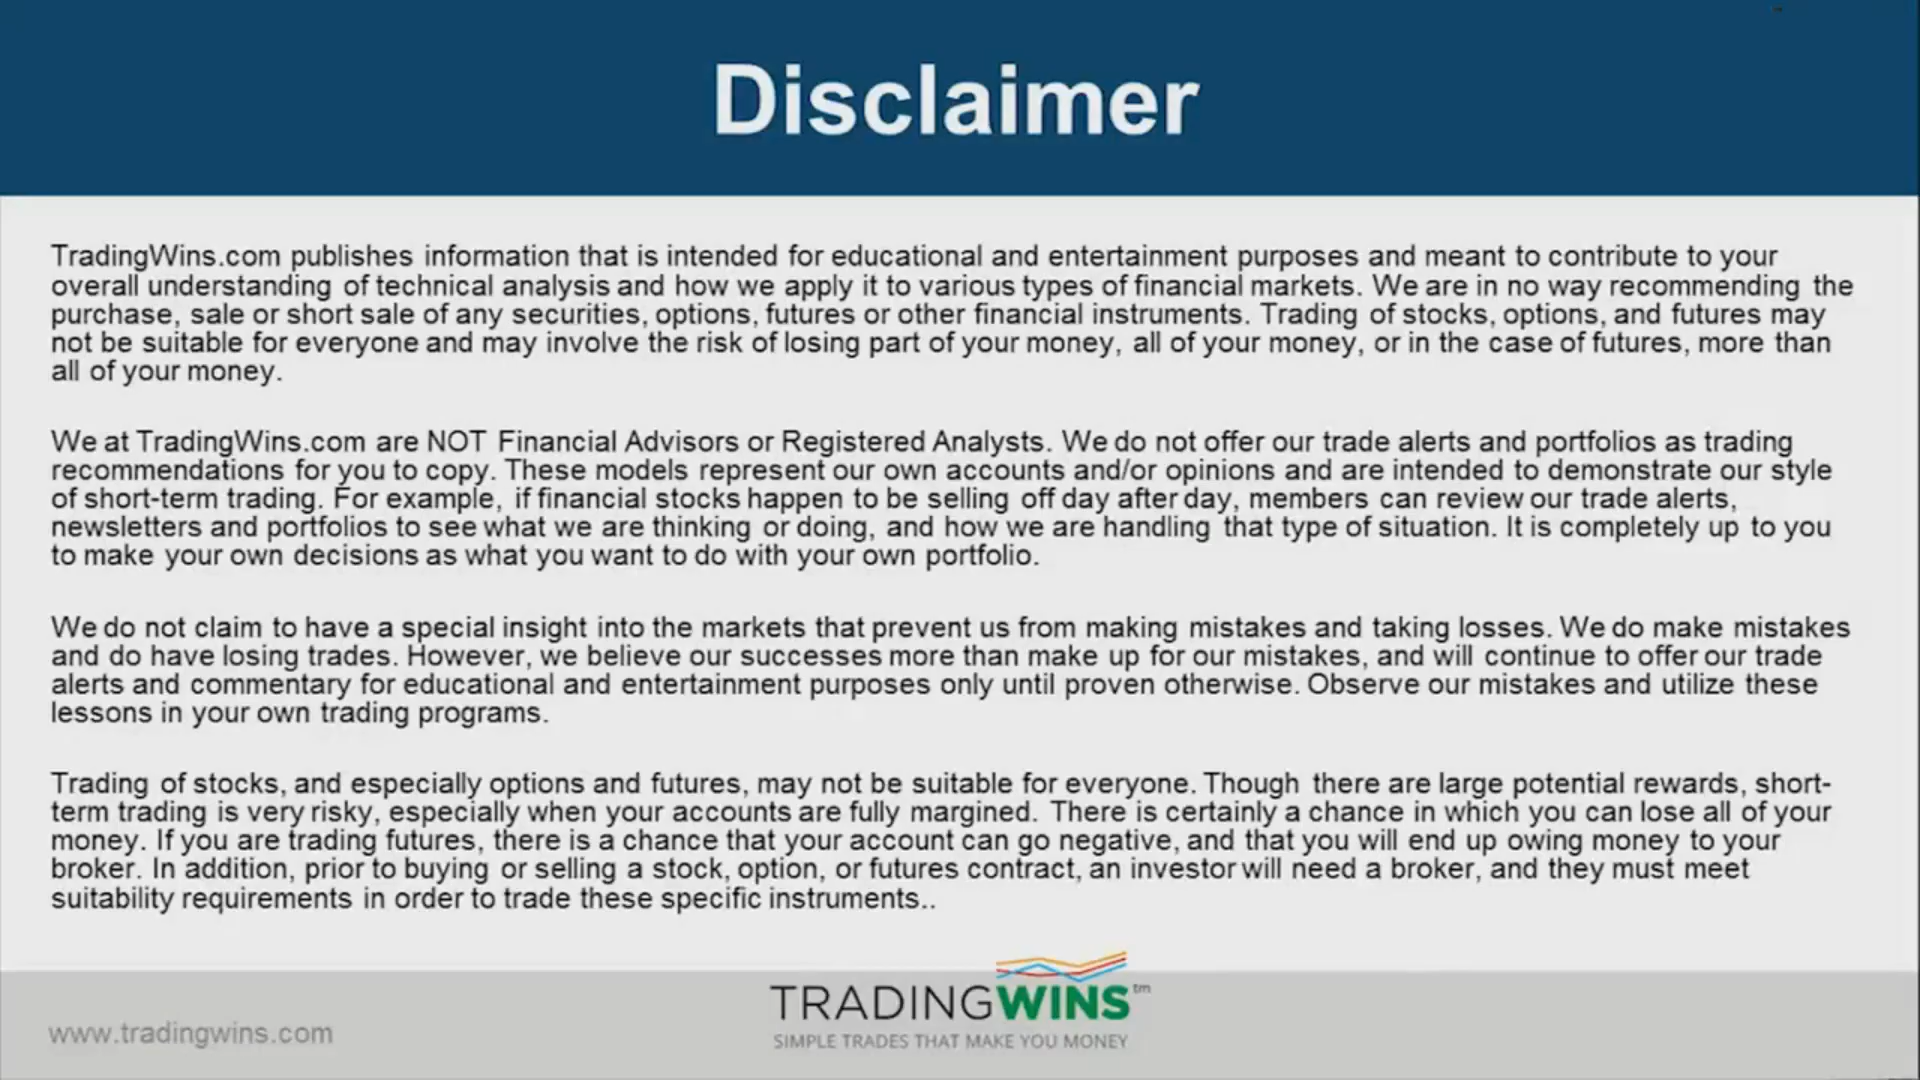 Disclaimer
TradingWins.com publishes information that is intended for educational and entertainment purposes and meant to contribute to your
overall understanding of technical analysis and how we apply it to various types of financial markets. We are in no way recommending the
purchase, sale or short sale of any securities, options, futures or other financial instruments. Trading of stocks, options, and futures may
not be suitable for everyone and may involve the risk of losing part of your money, all of your money, or in the case of futures, more than
all of your money.
We at TradingWins.com are NOT Financial Advisors or Registered Analysts. We do not offer our trade alerts and portfolios as trading
recommendations for you to copy. These models represent our own accounts and/or opinions and are intended to demonstrate our style
of short-term trading. For example, if financial stocks happen to be selling off day after day, members can review our trade alerts,
newsletters and portfolios to see what we are thinking or doing, and how we are handling that type of situation. It is completely up to you
to make your own decisions as what you want to do with your own portfolio.
We do not claim to have a special insight into the markets that prevent us from making mistakes and taking losses. We do make mistakes
and do have losing trades. However, we believe our successes more than make up for our mistakes, and will continue to offer our trade
alerts and commentary for educational and entertainment purposes only until proven otherwise. Observe our mistakes and utilize these
lessons in your own trading programs.
Trading of stocks, and especially options and futures, may not be suitable for everyone. Though there are large potential rewards, short-
term trading is very risky, especially when your accounts are fully margined. There is certainly a chance in which you can lose all of your
money. If you are trading futures, there is a chance that your account can go negative, and that you will end up owing money to your
broker. In addition, prior to buying or selling a stock, option, or futures contract, an investor will need a broker, and they must meet
suitability requirements in order to trade these specific instruments..
TRADINGWINS tm
SIMPLE TRADES THAT MAKE YOU MONEY
www.tradingwins.com